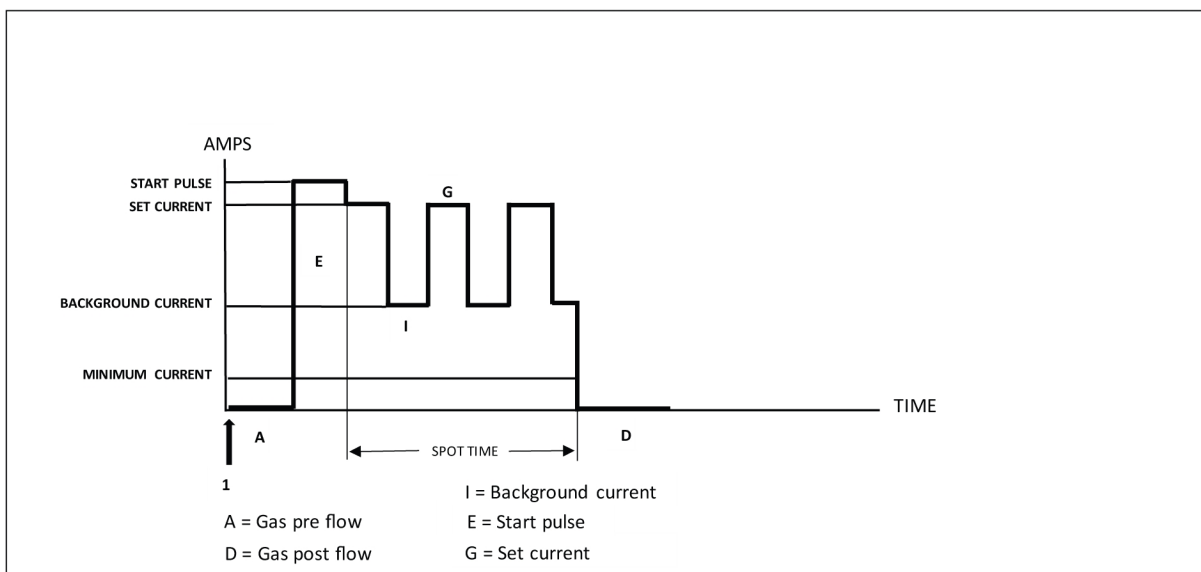 AMPS
START PULSE
SET CURRENT
G
E
BACKGROUND CURRENT
I
MINIMUM CURRENT
TIME
A
D
SPOT TIME
1
I = Background current
A = Gas pre flow
E = Start pulse
D = Gas post flow
G = Set current